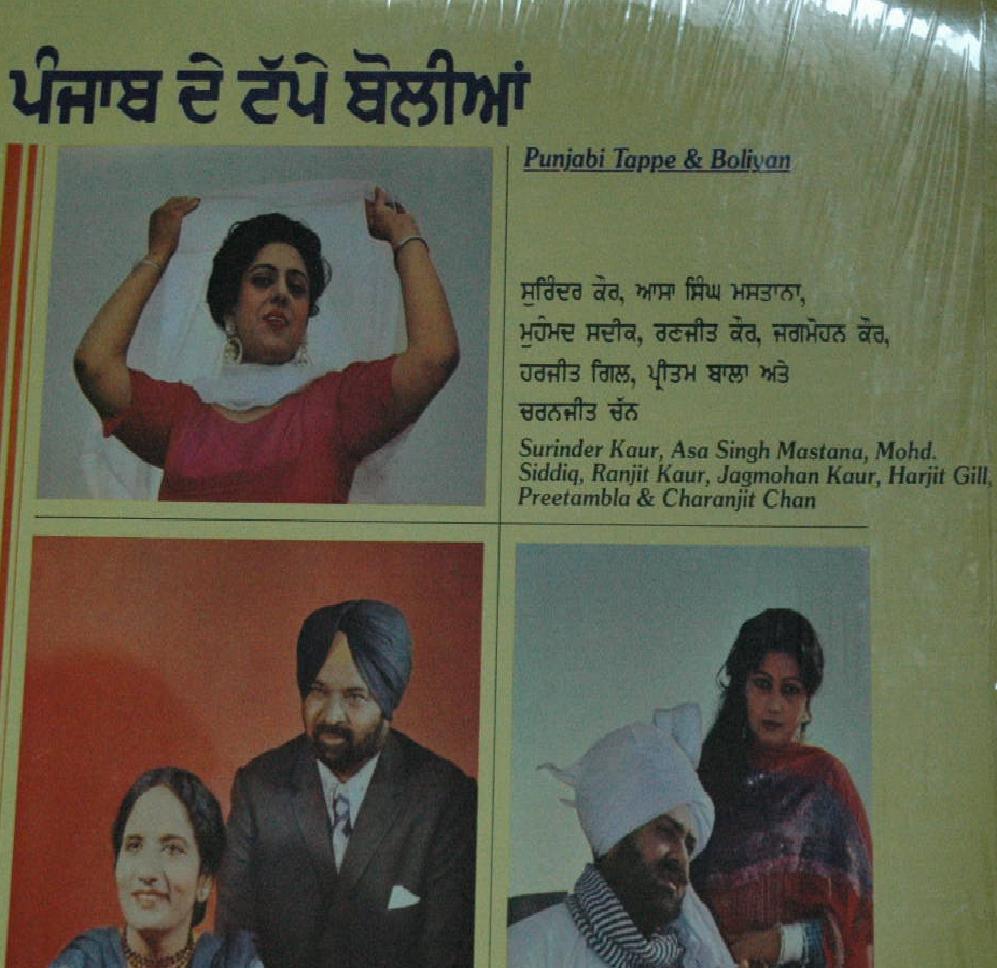 ਪੰਜਾਬ ਦੇ ਟੱਪੇ ਬੋਲੀਆਂ
Punjabi Tappe & Boliyan
ਸੁਰਿੰਦਰ ਕੌਰ, ਆਸਾ ਸਿੰਘ ਮਸਤਾਨਾ,
ਮੁਹੰਮਦ ਸਦੀਕ, ਰਣਜੀਤ ਕੌਰ, ਜਗਮੋਹਨ ਕੌਰ,
ਹਰਜੀਤ ਗਿਲ, ਪ੍ਰੀਤਮ ਬਾਲਾ ਅਤੇ
ਚਰਨਜੀਤ ਚੱਨ
Surinder Kaur, Asa Singh Mastana, Mohd.
Siddiq, Ranjit Kaur, Jagmohan Kaur, Harjit Gill,
Preetambla & Charanjit Chan